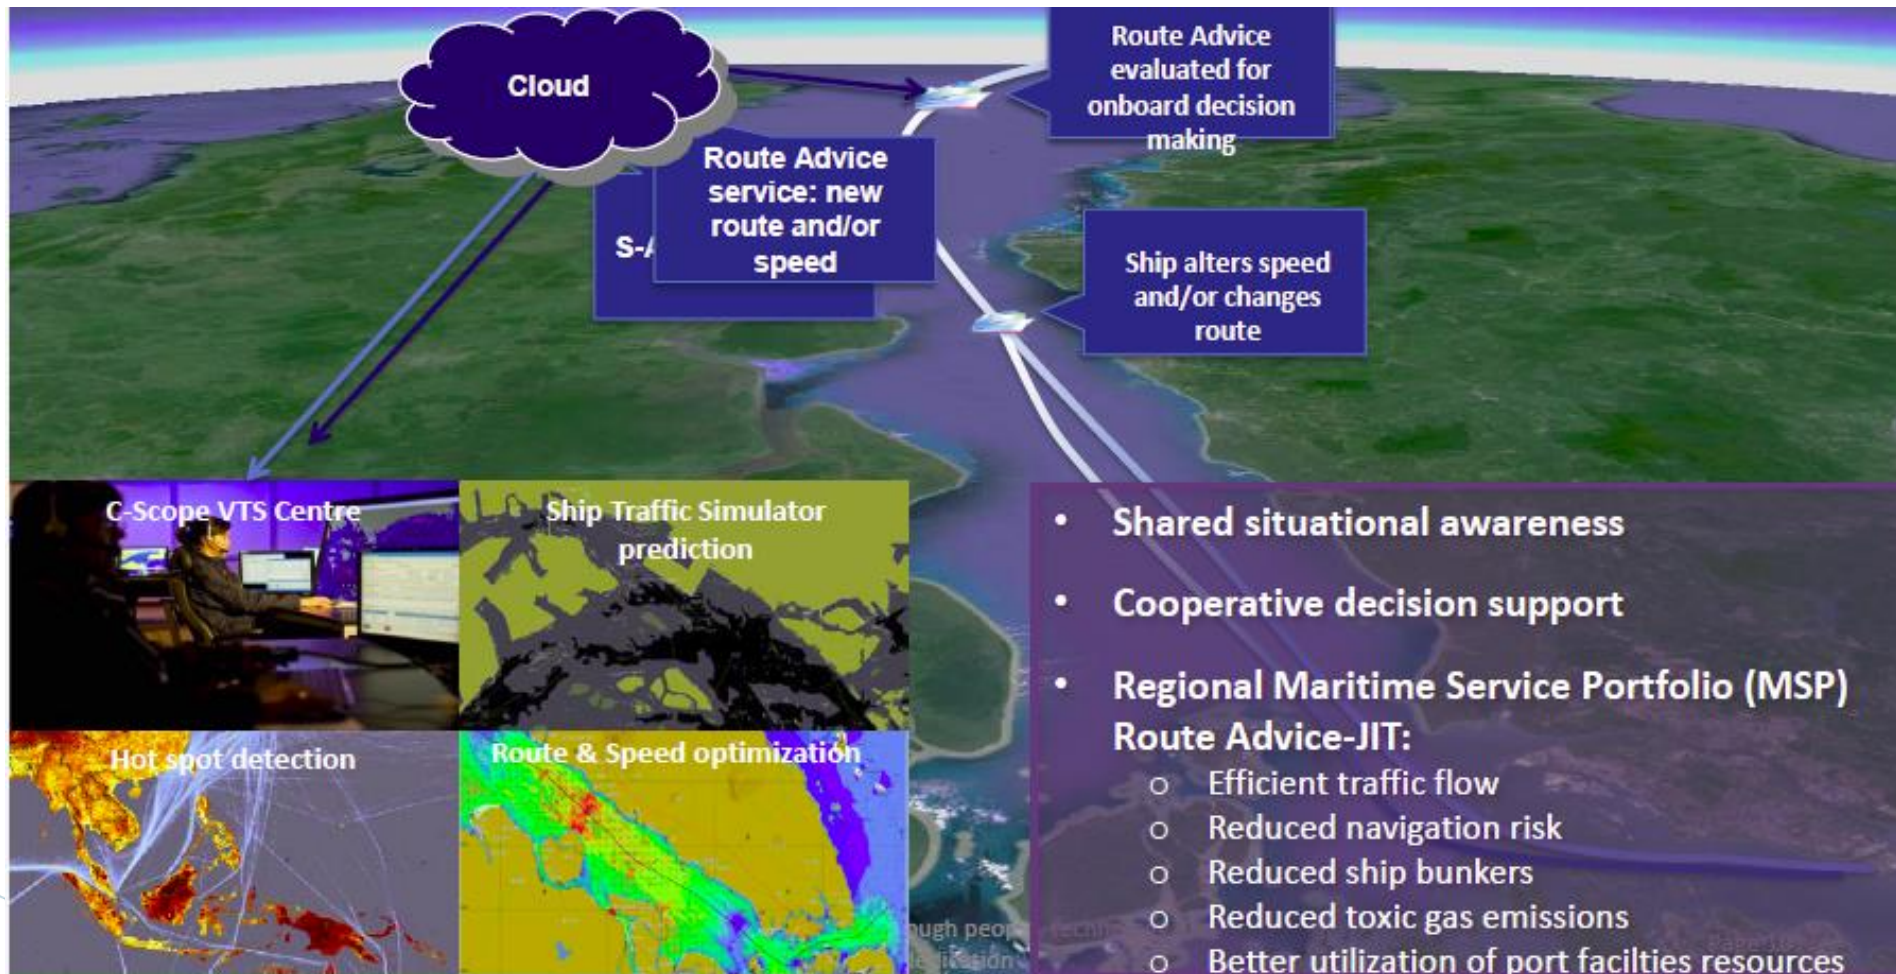 Cloud
Route Advice
evaluated for
onboard decision
making
Route Advice
service: new
route and/or
speed
Ship alters speed
and/or changes
route
C-Scope VTS Centre
Ship Traffic Simulator
prediction
Hot spot detection
Route & Speed optimization
• Shared situational awareness
• Cooperative decision support
• Regional Maritime Service Portfolio (MSP)
Route Advice-JIT:
o Efficient traffic flow
o Reduced navigation risk
o Reduced ship bunkers
o Reduced toxic gas emissions
o Better utilization of port facilties resources